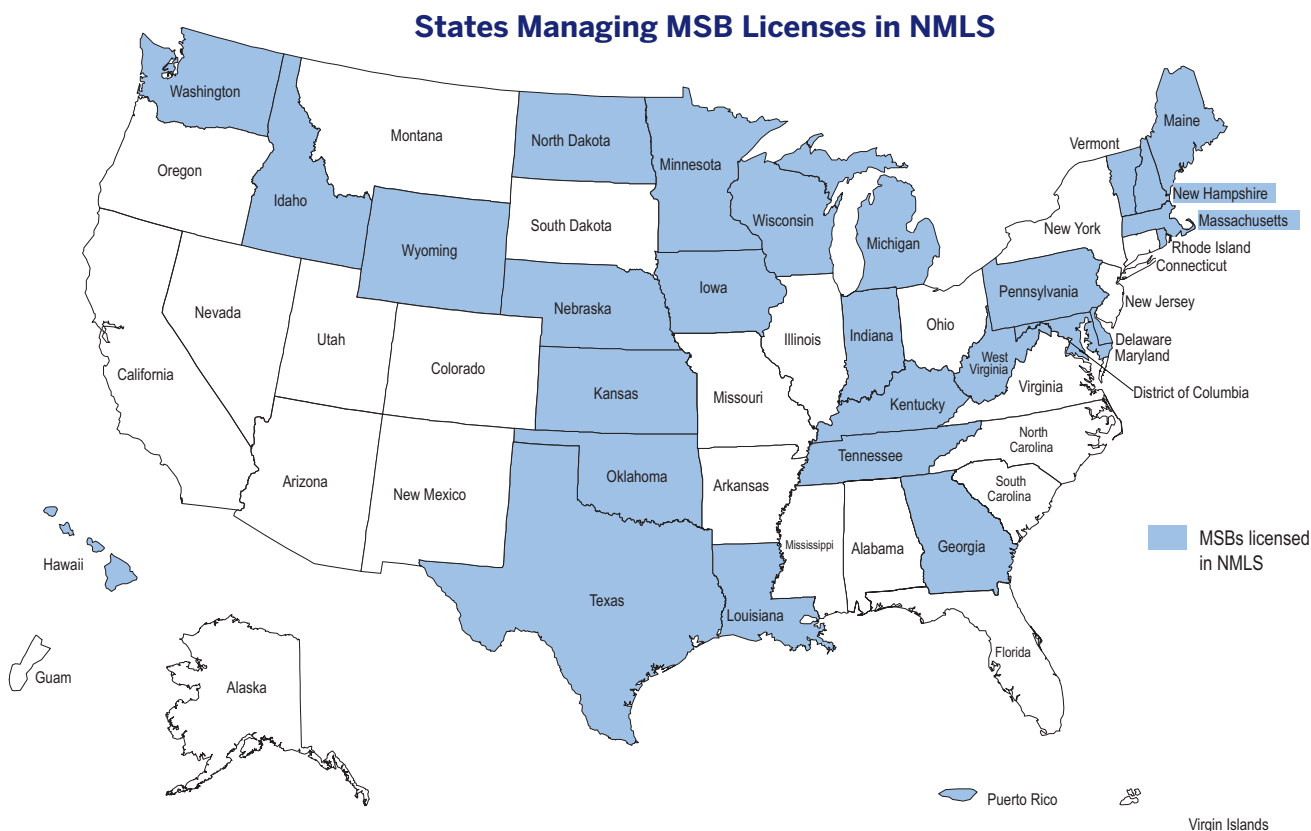 States Managing MSB Licenses in NMLS
Washington
Montana
North Dakota
Minnesota
Maine
Vermont
Oregon
Idaho
New Hampshire
Wyoming
South Dakota
Wisconsin
Michigan
New York
Massachusetts
Rhode Island
Connecticut
Nebraska
Iowa
Pennsylvania
New Jersey
Nevada
Utah
Colorado
Illinois
Indiana
Ohio
Delaware
Maryland
West
Virginia
California
Kansas
Missouri
Kentucky
Virginia
District of Columbia
North
Carolina
Tennessee
Arizona
New Mexico
Oklahoma
Arkansas
South
Carolina
Mississippi
Alabama
Georgia
MSBs licensed
in NMLS
Hawaii
Texas
Louisiana
Florida
Guam
Alaska
Puerto Rico
Virgin Islands